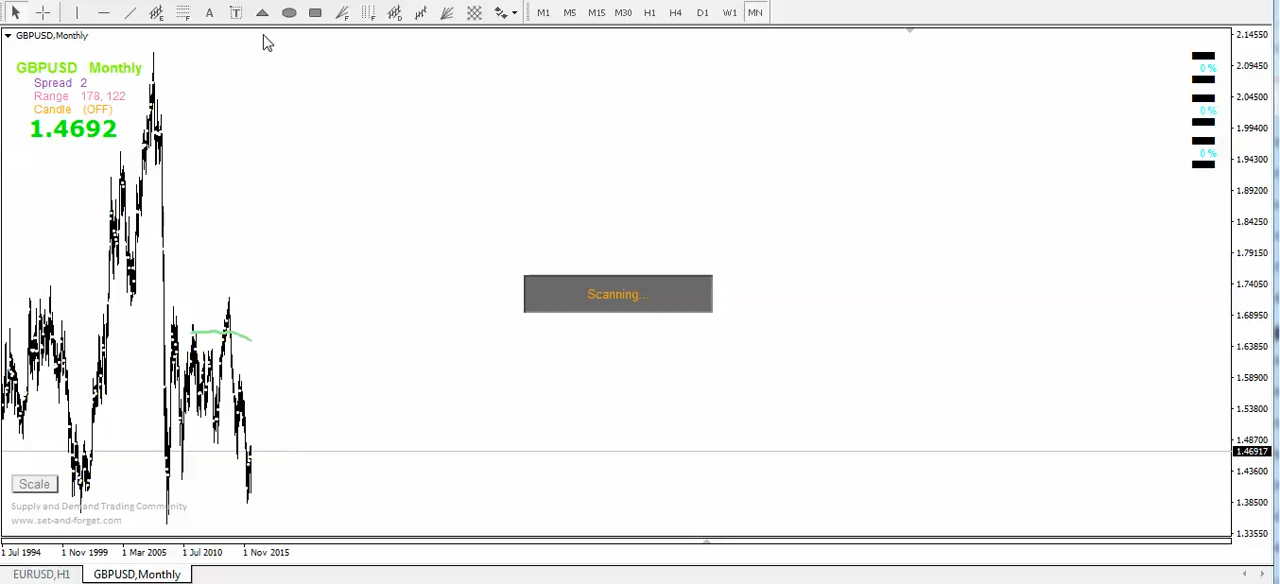 A T M1 M5 M15 M30 H1 H4 D1 W1 MN
GBPUSD,Monthly
2.14550
GBPUSD Monthly
0 %
2.09450
Spread 2
Range 178, 122
2.04500
Candle (OFF)
0 %
1.4692
1.99400
0 %
1.94300
1.89200
1.84250
1.79150
1.74050
Scanning...
1.68950
1.63850
1.58900
1.53800
1.48700
1.46917
1.43600
Scale
1.38500
Supply and Demand Trading Community
www.set-and-forget.com
1.33550
1 Jul 1994 1 Nov 1999 1 Mar 2005 1 Jul 2010 1 Nov 2015
EURUSD,H1 GBPUSD,Monthly